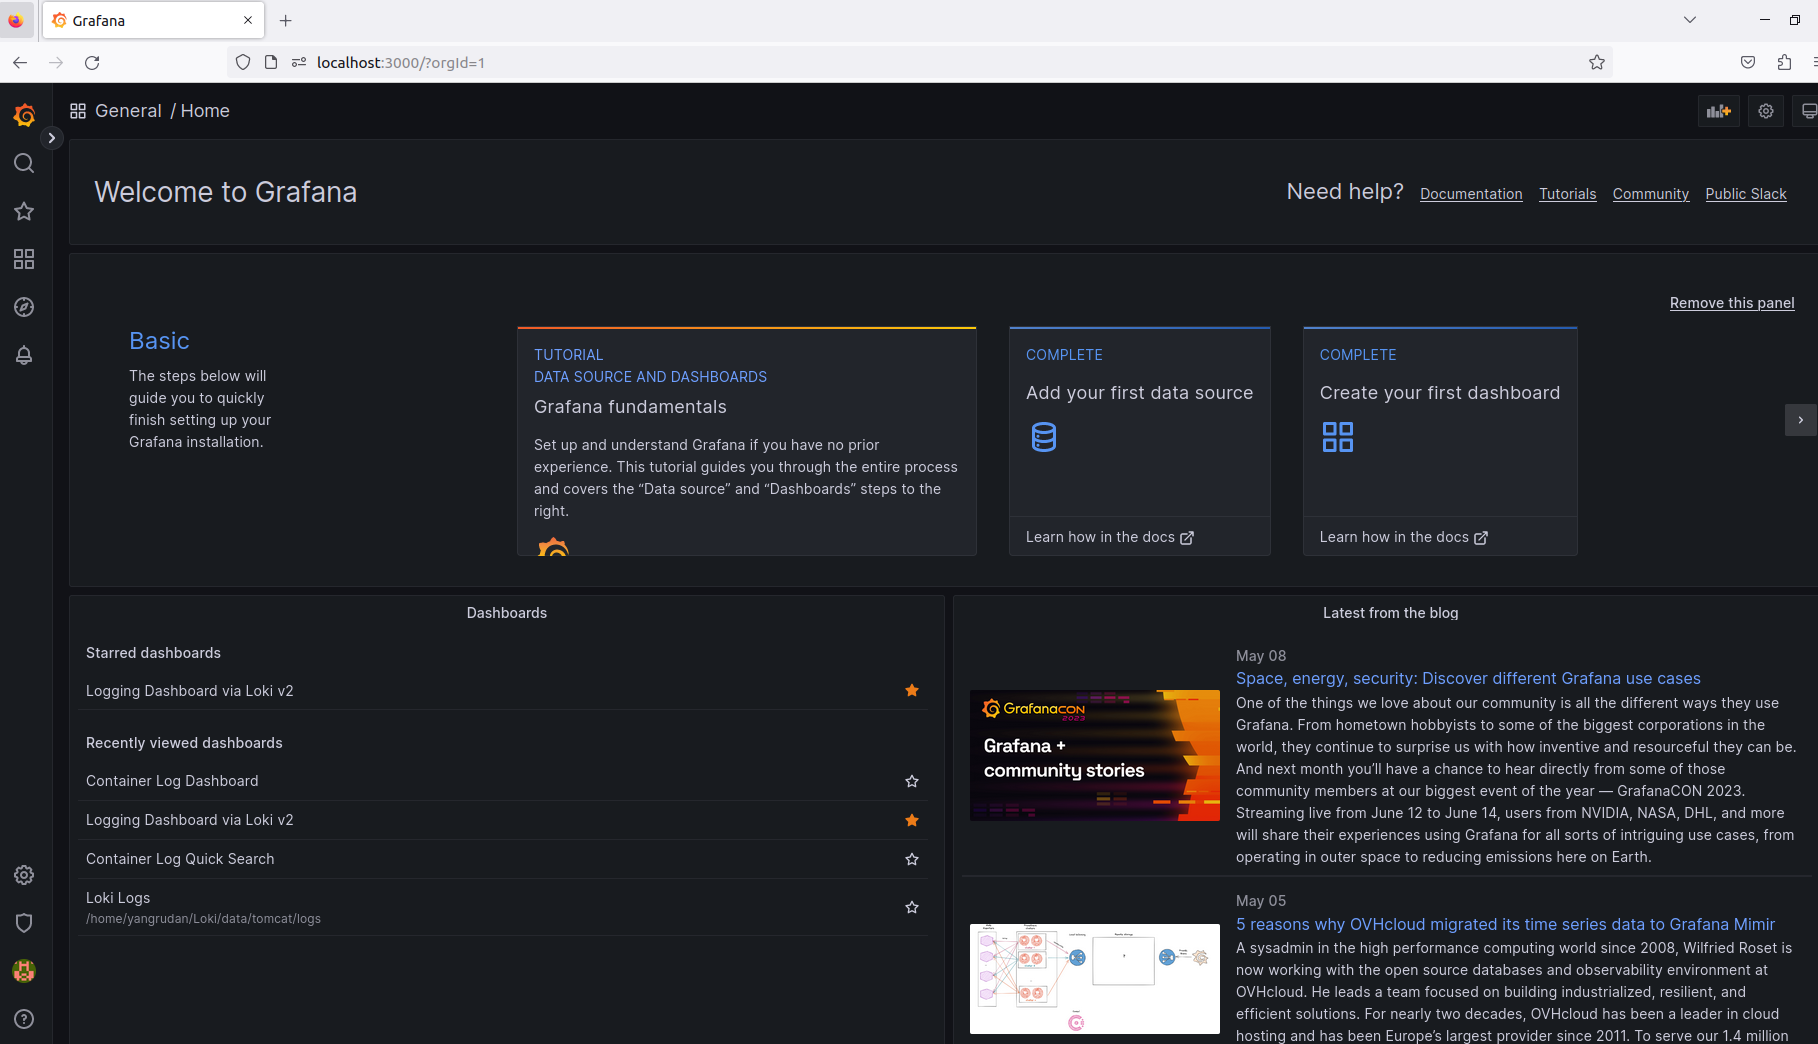 Grafana
localhost:3000/?orgId=1
General / Home
Welcome to Grafana
Need help? Documentation Tutorials Community Public Slack
Remove this panel
Basic
The steps below will
guide you to quickly
finish setting up your
Grafana installation.
TUTORIAL
DATA SOURCE AND DASHBOARDS
Grafana fundamentals
Set up and understand Grafana if you have no prior
experience. This tutorial guides you through the entire process
and covers the “Data source” and “Dashboards” steps to the
right.
COMPLETE
Add your first data source
Learn how in the docs
COMPLETE
Create your first dashboard
Learn how in the docs
Dashboards
Starred dashboards
Logging Dashboard via Loki v2
Recently viewed dashboards
Container Log Dashboard
Logging Dashboard via Loki v2
Container Log Quick Search
Loki Logs
/home/yangrudan/Loki/data/tomcat/logs
Latest from the blog
GrafanaCON
2023
Grafana +
community stories
May 08
Space, energy, security: Discover different Grafana use cases
One of the things we love about our community is all the different ways they use
Grafana. From hometown hobbyists to some of the biggest corporations in the
world, they continue to surprise us with how inventive and resourceful they can be.
And next month you’ll have a chance to hear directly from some of those
community members at our biggest event of the year — GrafanaCON 2023.
Streaming live from June 12 to June 14, users from NVIDIA, NASA, DHL, and more
will share their experiences using Grafana for all sorts of intriguing use cases, from
operating in outer space to reducing emissions here on Earth.
May 05
5 reasons why OVHcloud migrated its time series data to Grafana Mimir
A sysadmin in the high performance computing world since 2008, Wilfried Roset is
now working with the open source databases and observability environment at
OVHcloud. He leads a team focused on building industrialized, resilient, and
efficient solutions. For nearly two decades, OVHcloud has been a leader in cloud
hosting and has been Europe’s largest provider since 2011. To serve our 1.4 million